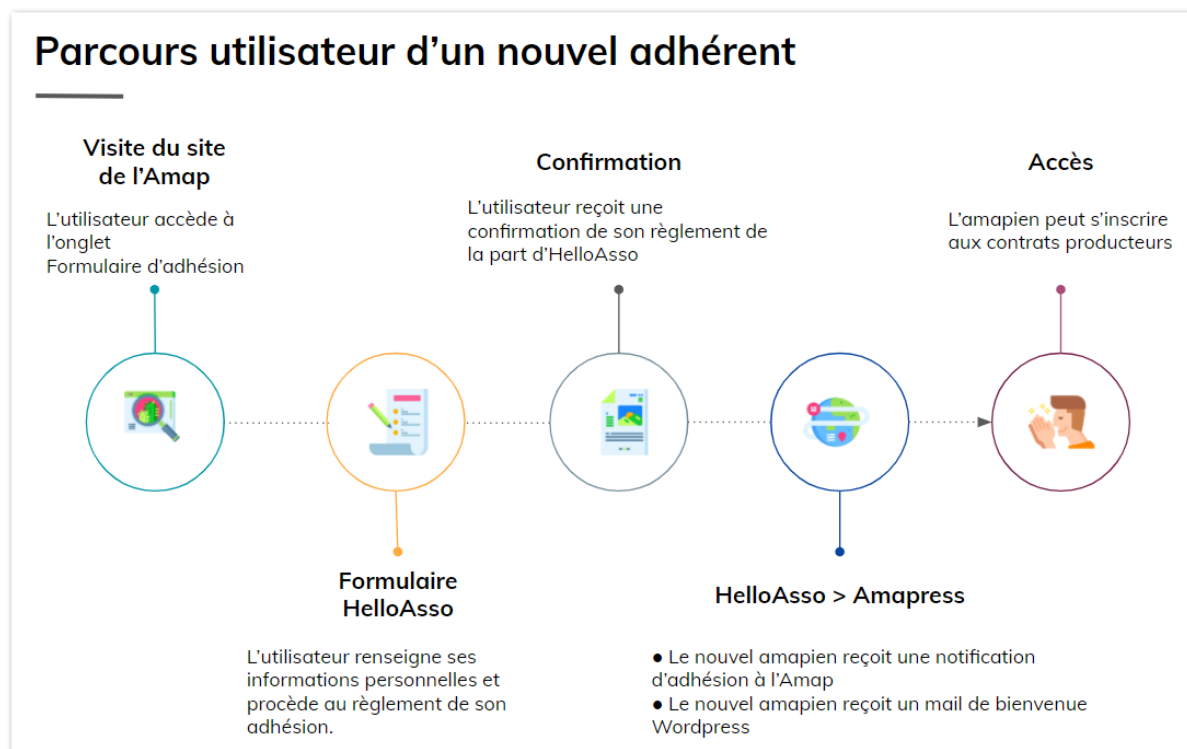 Parcours utilisateur d’un nouvel adhérent
Visite du site
de l’Amap
L’utilisateur accède à
l’onglet
Formulaire d’adhésion
Confirmation
L’utilisateur reçoit une
confirmation de son règlement de
la part d’HelloAsso
Accès
L’amapien peut s’inscrire
aux contrats producteurs
Formulaire
HelloAsso
L’utilisateur renseigne ses
informations personnelles et
procède au règlement de son
adhésion.
HelloAsso > Amapress
● Le nouvel amapien reçoit une notification
d’adhésion à l’Amap
● Le nouvel amapien reçoit un mail de bienvenue
Wordpress